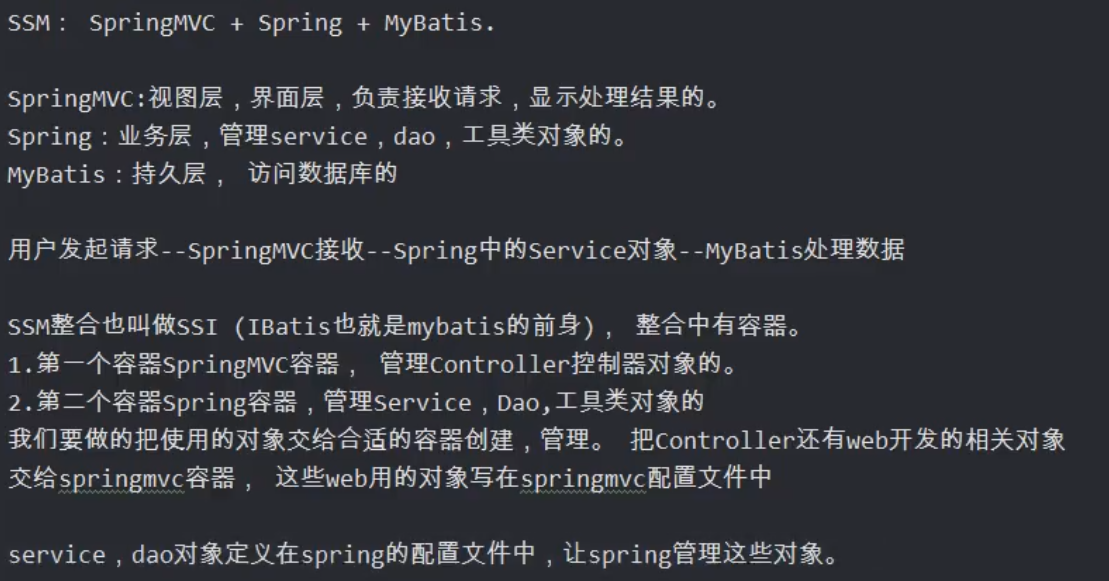 SSM： SpringMVC + Spring + MyBatis.
SpringMVC:视图层，界面层，负责接收请求，显示处理结果的。
Spring：业务层，管理service，dao，工具类对象的。
MyBatis：持久层， 访问数据库的
用户发起请求--SpringMVC接收--Spring中的Service对象--MyBatis处理数据
SSM整合也叫做SSI (IBatis也就是mybatis的前身)， 整合中有容器。
1.第一个容器SpringMVC容器， 管理Controller控制器对象的。
2.第二个容器Spring容器，管理Service，Dao,工具类对象的
我们要做的把使用的对象交给合适的容器创建，管理。 把Controller还有web开发的相关对象
交给springmvc容器， 这些web用的对象写在springmvc配置文件中
service，dao对象定义在spring的配置文件中，让spring管理这些对象。